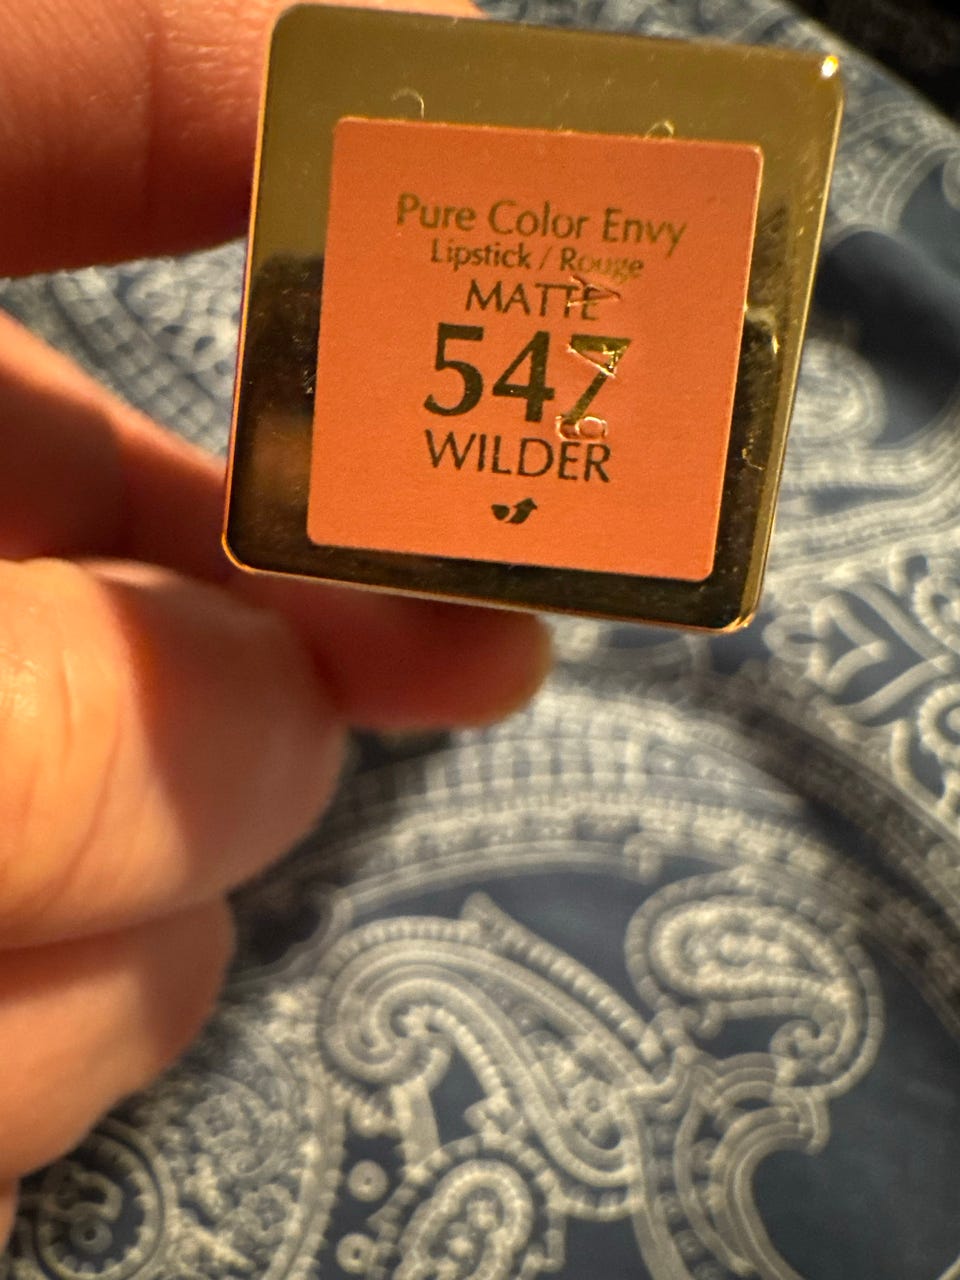 Pure Color Envy
Lipstick / Rouge
MATTE
547
WILDER